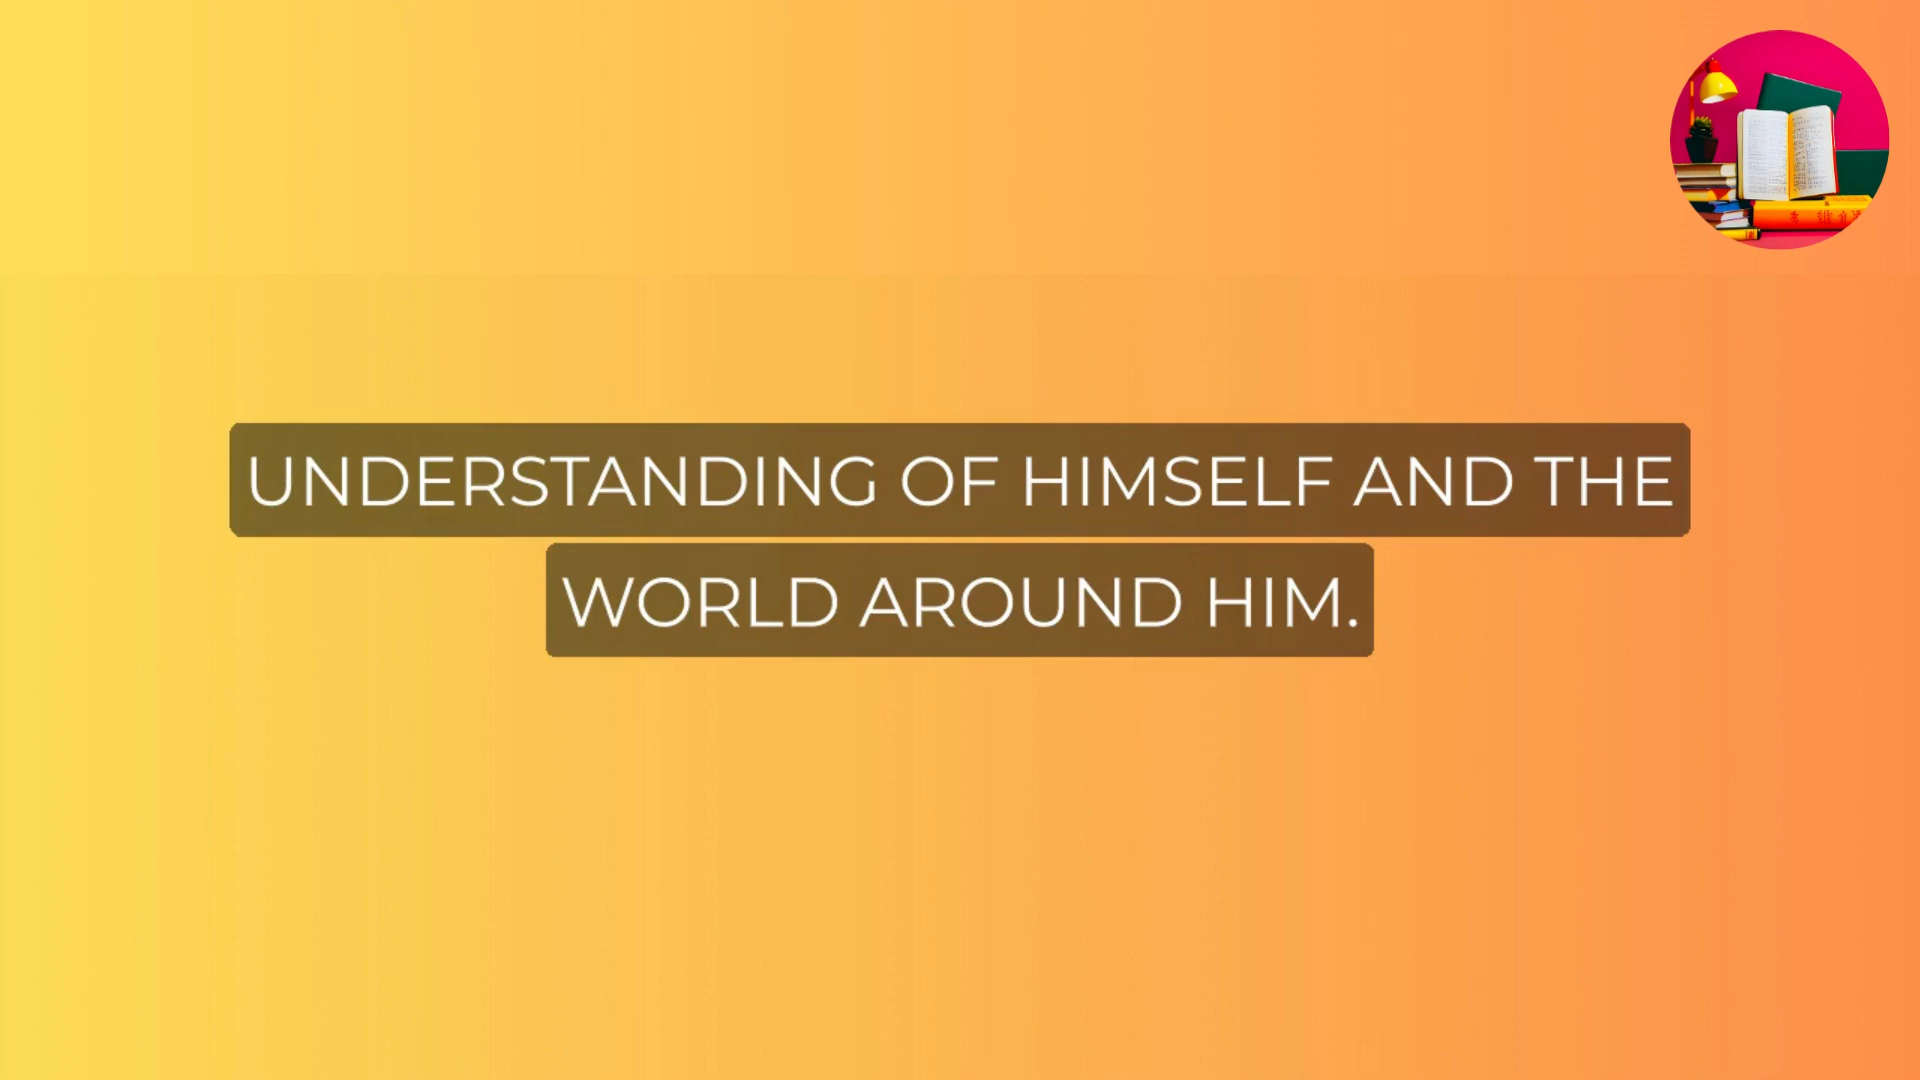 UNDERSTANDING OF HIMSELF AND THE
WORLD AROUND HIM.